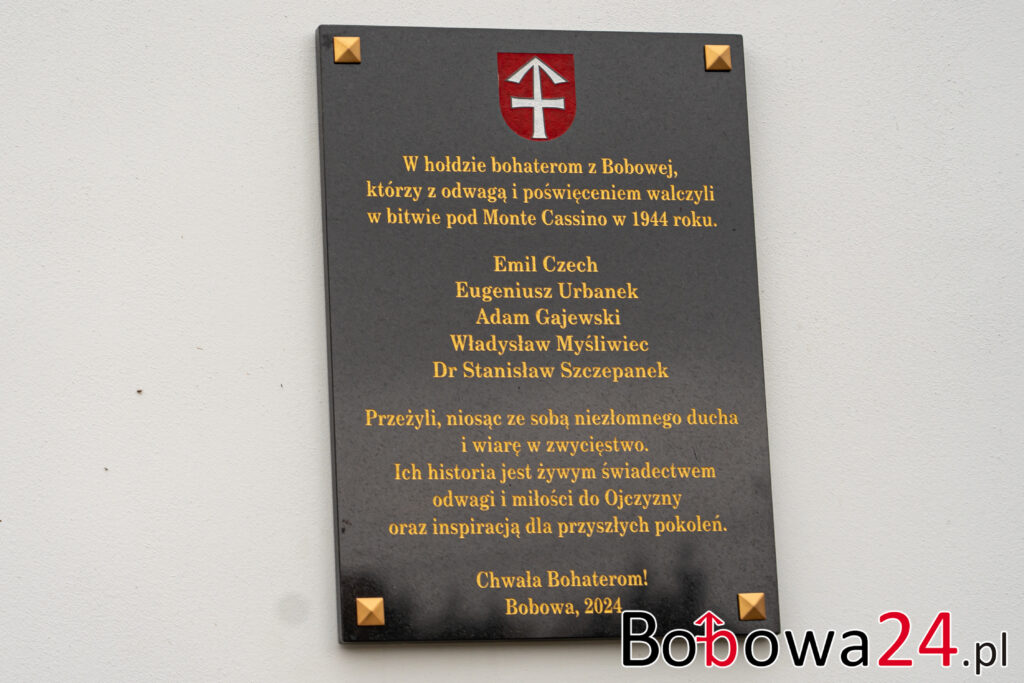 W hołdzie bohaterom z Bobowej,
którzy z odwagą i poświęceniem walczyli
w bitwie pod Monte Cassino w 1944 roku.
Emil Czech
Eugeniusz Urbanek
Adam Gajewski
Władysław Myśliwiec
Dr Stanisław Szczepanek
Przeżyli, niosąc ze sobą niezłomnego ducha
i wiarę w zwycięstwo.
Ich historia jest żywym świadectwem
odwagi i miłości do Ojczyzny
oraz inspiracją dla przyszłych pokoleń.
Chwała Bohaterom!
Bobowa, 2024
Bobowa24.pl